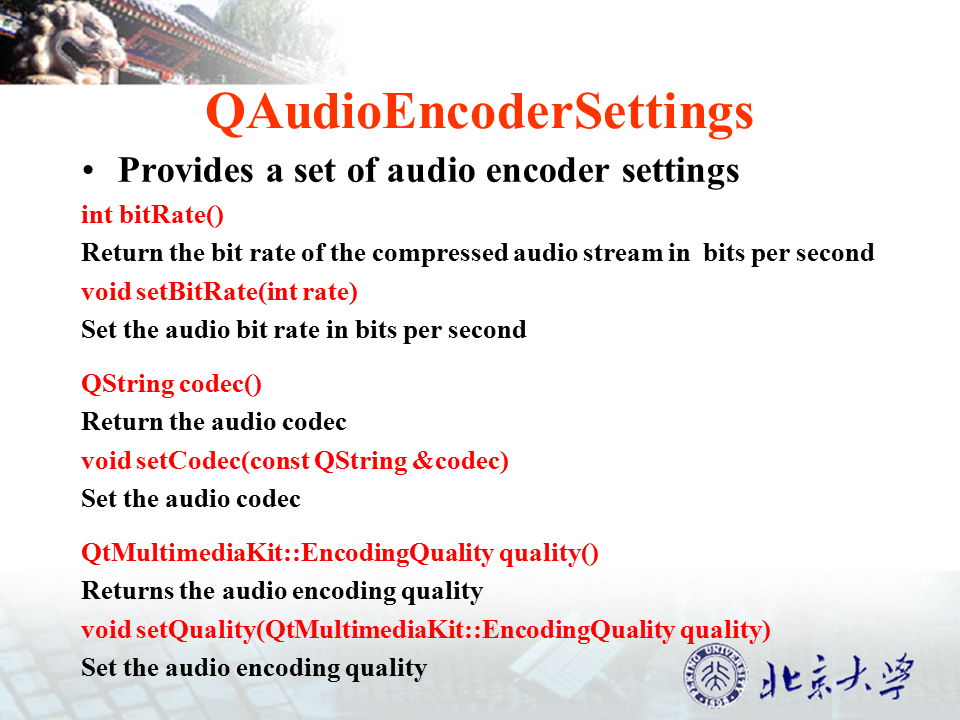 QAudioEncoderSettings
• Provides a set of audio encoder settings
int bitRate()
Return the bit rate of the compressed audio stream in  bits per second
void setBitRate(int rate)
Set the audio bit rate in bits per second
QString codec()
Return the audio codec
void setCodec(const QString &codec)
Set the audio codec
QtMultimediaKit::EncodingQuality quality()
Returns the audio encoding quality
void setQuality(QtMultimediaKit::EncodingQuality quality)
Set the audio encoding quality
PEKING UNIVERSITY
1898
北京大学